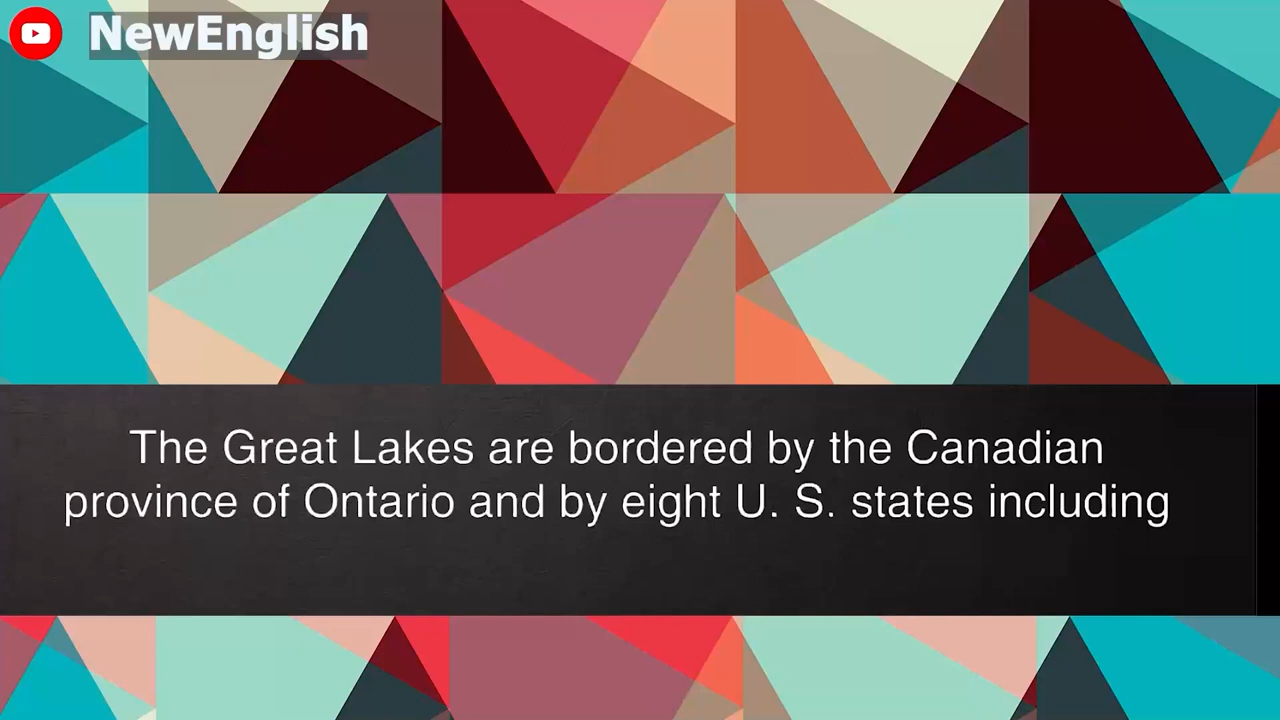 NewEnglish
The Great Lakes are bordered by the Canadian
province of Ontario and by eight U. S. states including